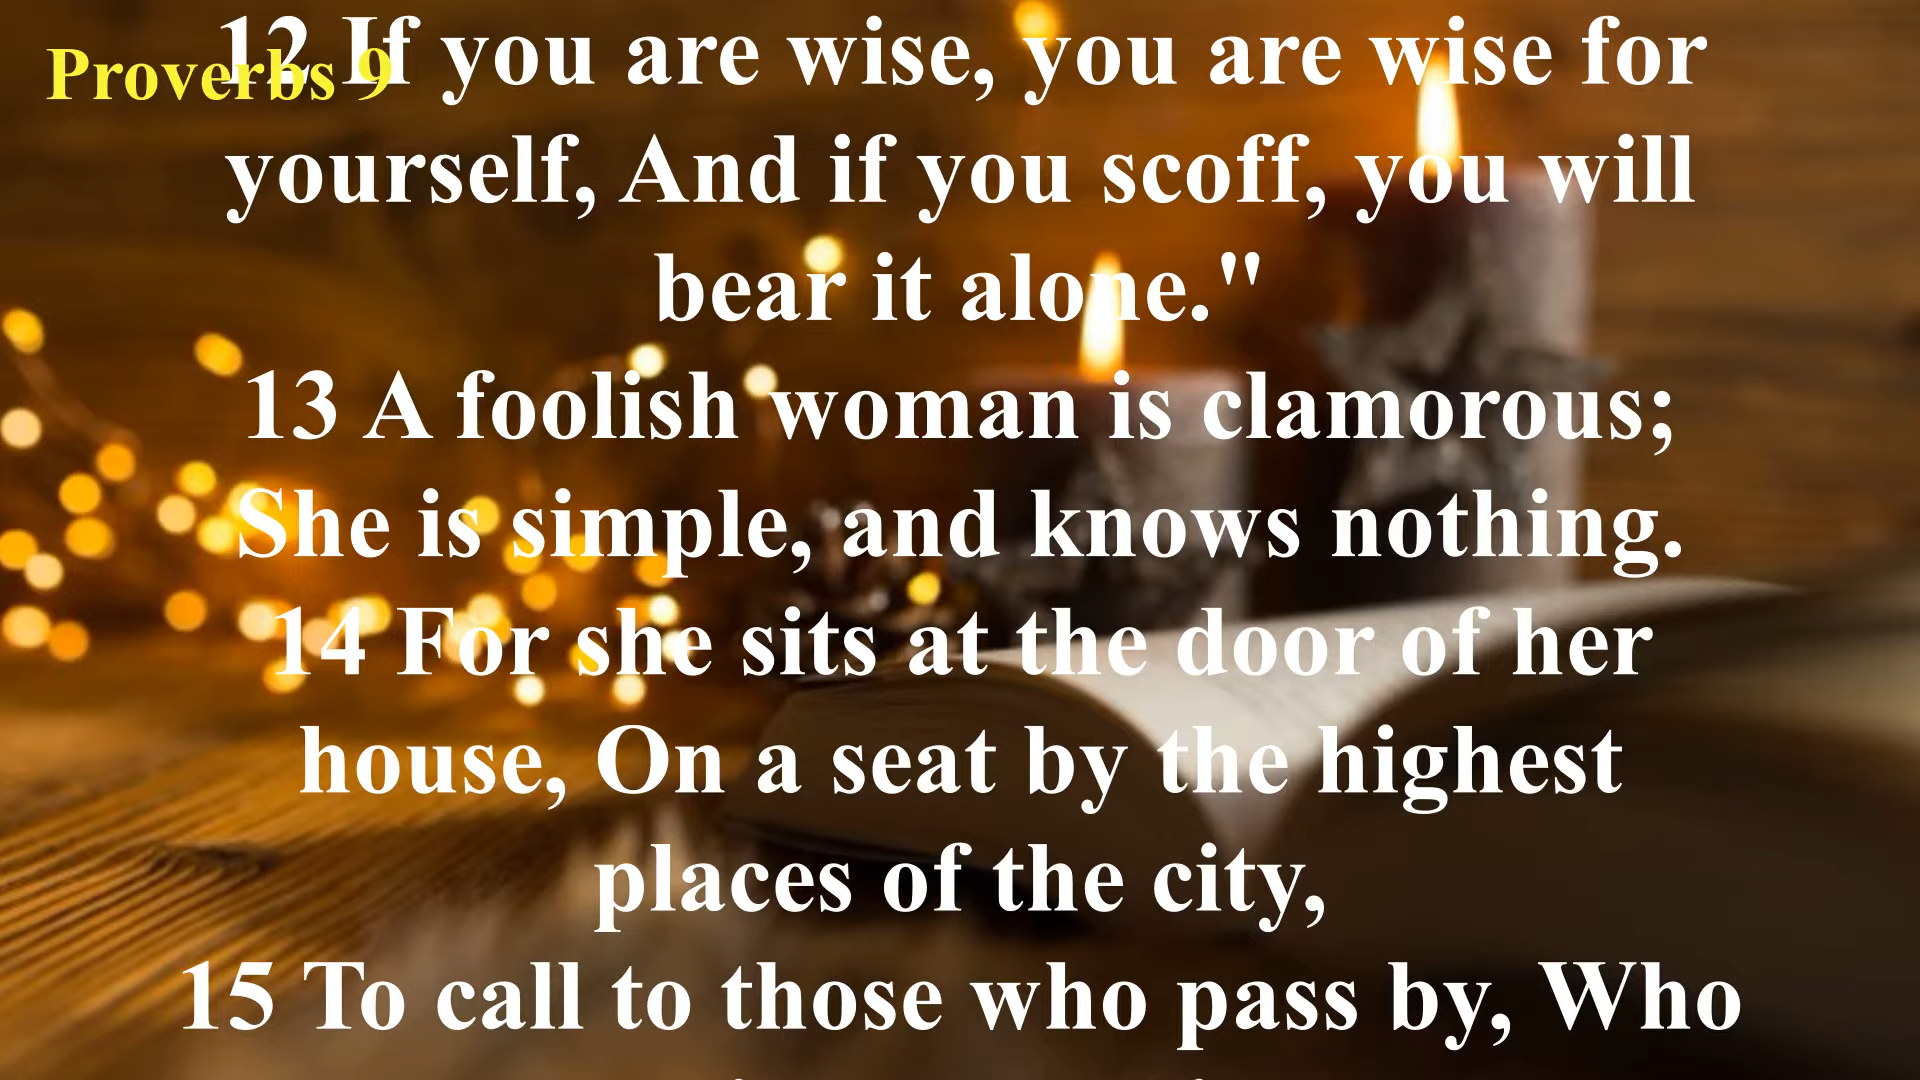 Proverbs 9
12 If you are wise, you are wise for
yourself, And if you scoff, you will
bear it alone."
13 A foolish woman is clamorous;
She is simple, and knows nothing.
14 For she sits at the door of her
house, On a seat by the highest
places of the city,
15 To call to those who pass by, Who